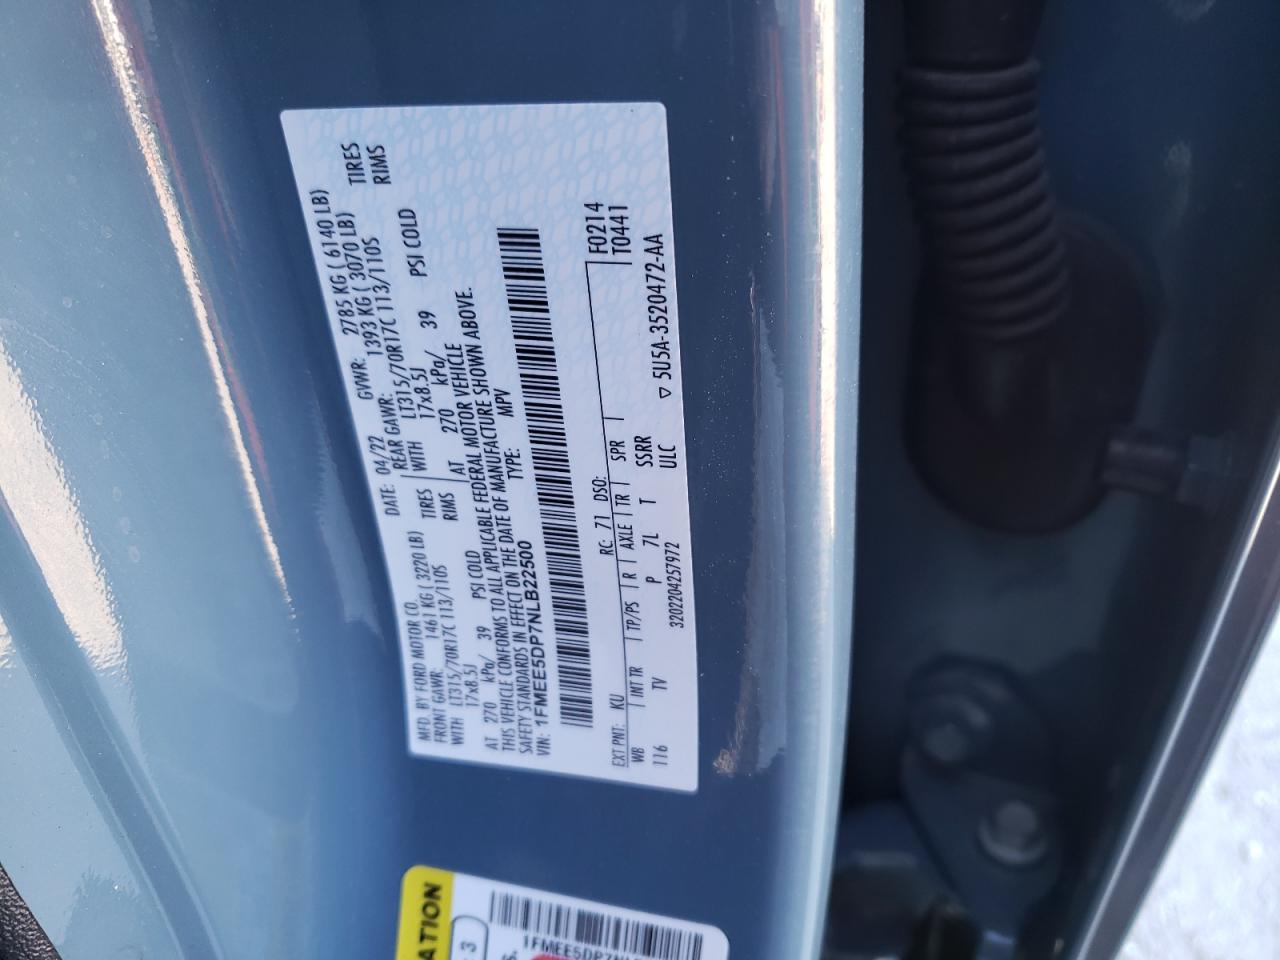 MFD. BY FORD MOTOR CO.
DATE: 04/22 GVWR: 2785 KG ( 6140 LB)
FRONT GAWR: 1461 KG ( 3220 LB) REAR GAWR: 1393 KG ( 3070 LB)
WITH LT315/70R17C 113/110S TIRES WITH LT315/70R17C 113/110S TIRES
17x8.5J RIMS 17x8.5J RIMS
AT 270 kPa/ 39 PSI COLD AT 270 kPa/ 39 PSI COLD
THIS VEHICLE CONFORMS TO ALL APPLICABLE FEDERAL MOTOR VEHICLE
SAFETY STANDARDS IN EFFECT ON THE DATE OF MANUFACTURE SHOWN ABOVE.
VIN: 1FMEE5DP7NLB22500 TYPE: MPV
EXT PNT: KU RC: 71 DSO: F0214
WB INT TR TP/PS R AXLE TR SPR T0441
116 TV P 7L T SSRR
3202204257972 ULC ▽ 5U5A-3520472-AA